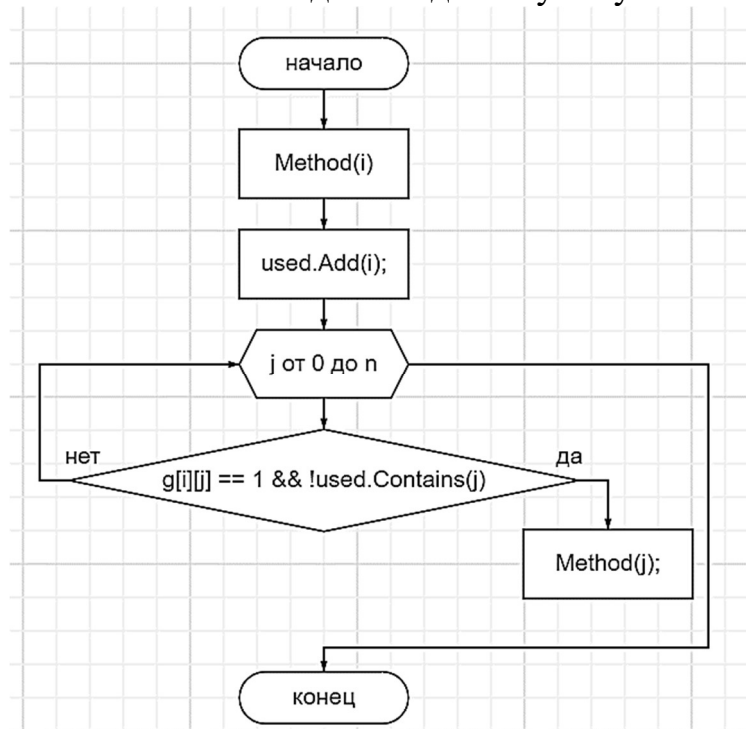 начало
Method(i)
used.Add(i);
j от 0 до n
нет
да
g[i][j] == 1 && !used.Contains(j)
Method(j);
конец